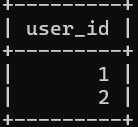 +---------+
| user_id |
+---------+
|       1 |
|       2 |
+---------+